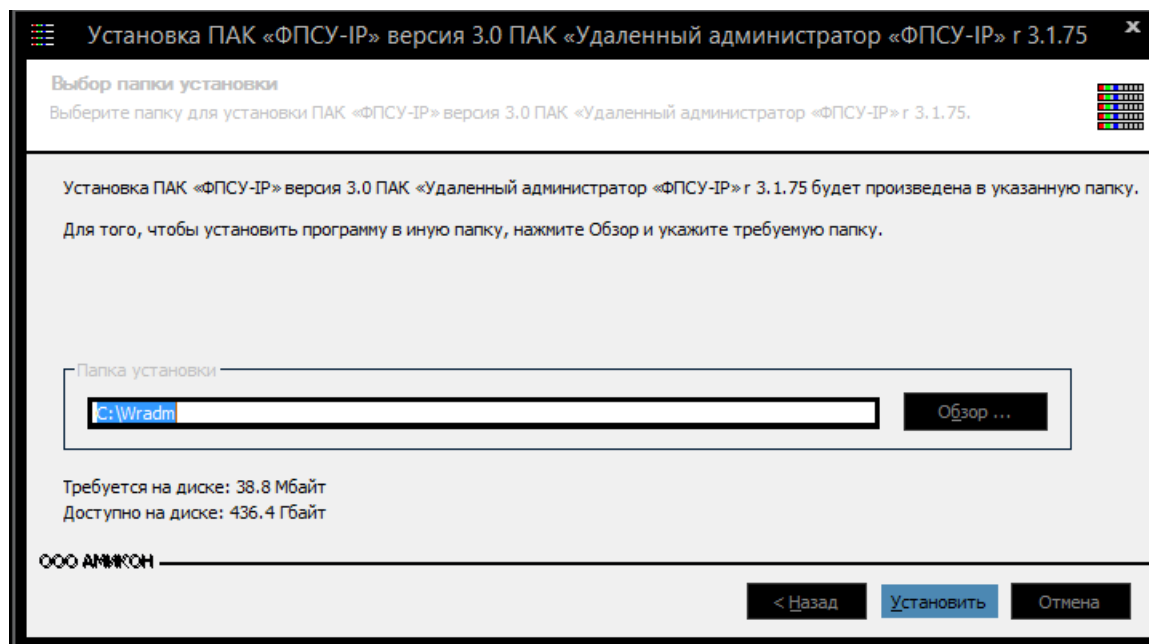 Установка ПАК «ФПСУ-IP» версия 3.0 ПАК «Удаленный администратор «ФПСУ-IP» r 3.1.75
x
Выбор папки установки
Выберите папку для установки ПАК «ФПСУ-IP» версия 3.0 ПАК «Удаленный администратор «ФПСУ-IP» r 3.1.75.
Установка ПАК «ФПСУ-IP» версия 3.0 ПАК «Удаленный администратор «ФПСУ-IP» r 3.1.75 будет произведена в указанную папку.
Для того, чтобы установить программу в иную папку, нажмите Обзор и укажите требуемую папку.
Папка установки
C:\Wradm
Обзор ...
Требуется на диске: 38.8 Мбайт
Доступно на диске: 436.4 Гбайт
ООО АМИКОН
< Назад Установить Отмена